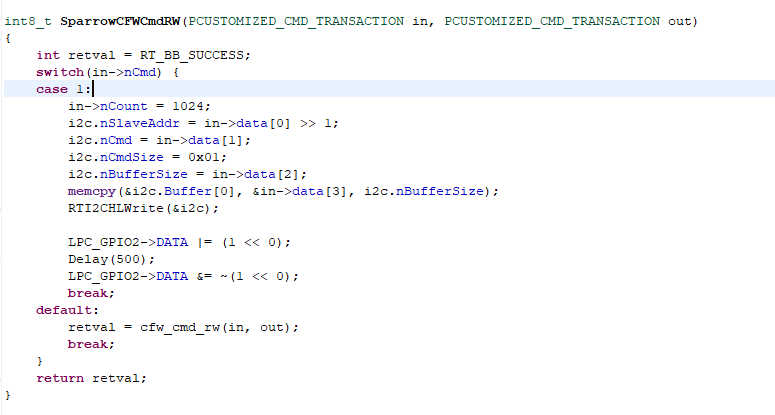 int8_t SparrowCFWCmdRW(PCUSTOMIZED_CMD_TRANSACTION in, PCUSTOMIZED_CMD_TRANSACTION out)
{
    int retval = RT_BB_SUCCESS;
    switch(in->nCmd) {
    case 1:
        in->nCount = 1024;
        i2c.nSlaveAddr = in->data[0] >> 1;
        i2c.nCmd = in->data[1];
        i2c.nCmdSize = 0x01;
        i2c.nBufferSize = in->data[2];
        memcpy(&i2c.Buffer[0], &in->data[3], i2c.nBufferSize);
        RTI2CHLWrite(&i2c);

        LPC_GPIO2->DATA |= (1 << 0);
        Delay(500);
        LPC_GPIO2->DATA &= ~(1 << 0);
        break;
    default:
        retval = cfw_cmd_rw(in, out);
        break;
    }
    return retval;
}